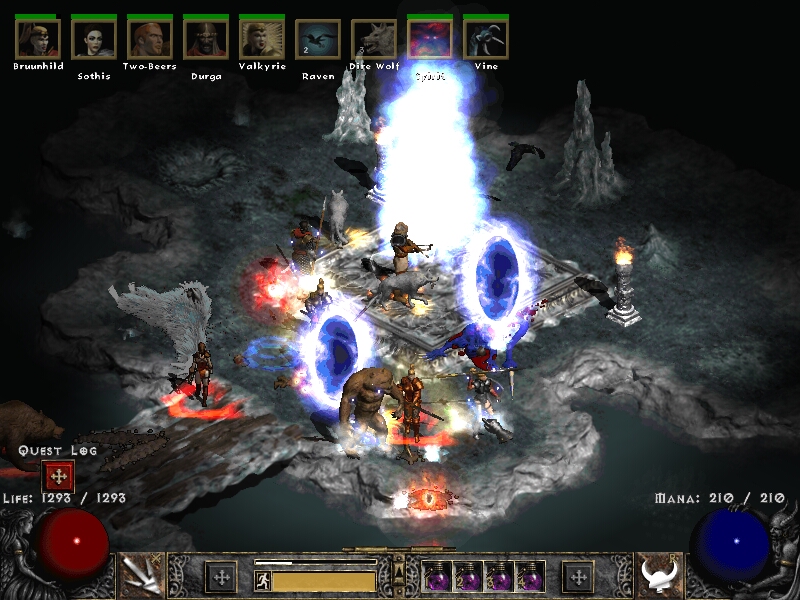 Bruunhild
Sothis
Two-Beers
Durga
Valkyrie
2
Raven
3
Dire Wolf
Spirit
Vine
Quest Log
Life: 1293 / 1293
Mana: 210 / 210